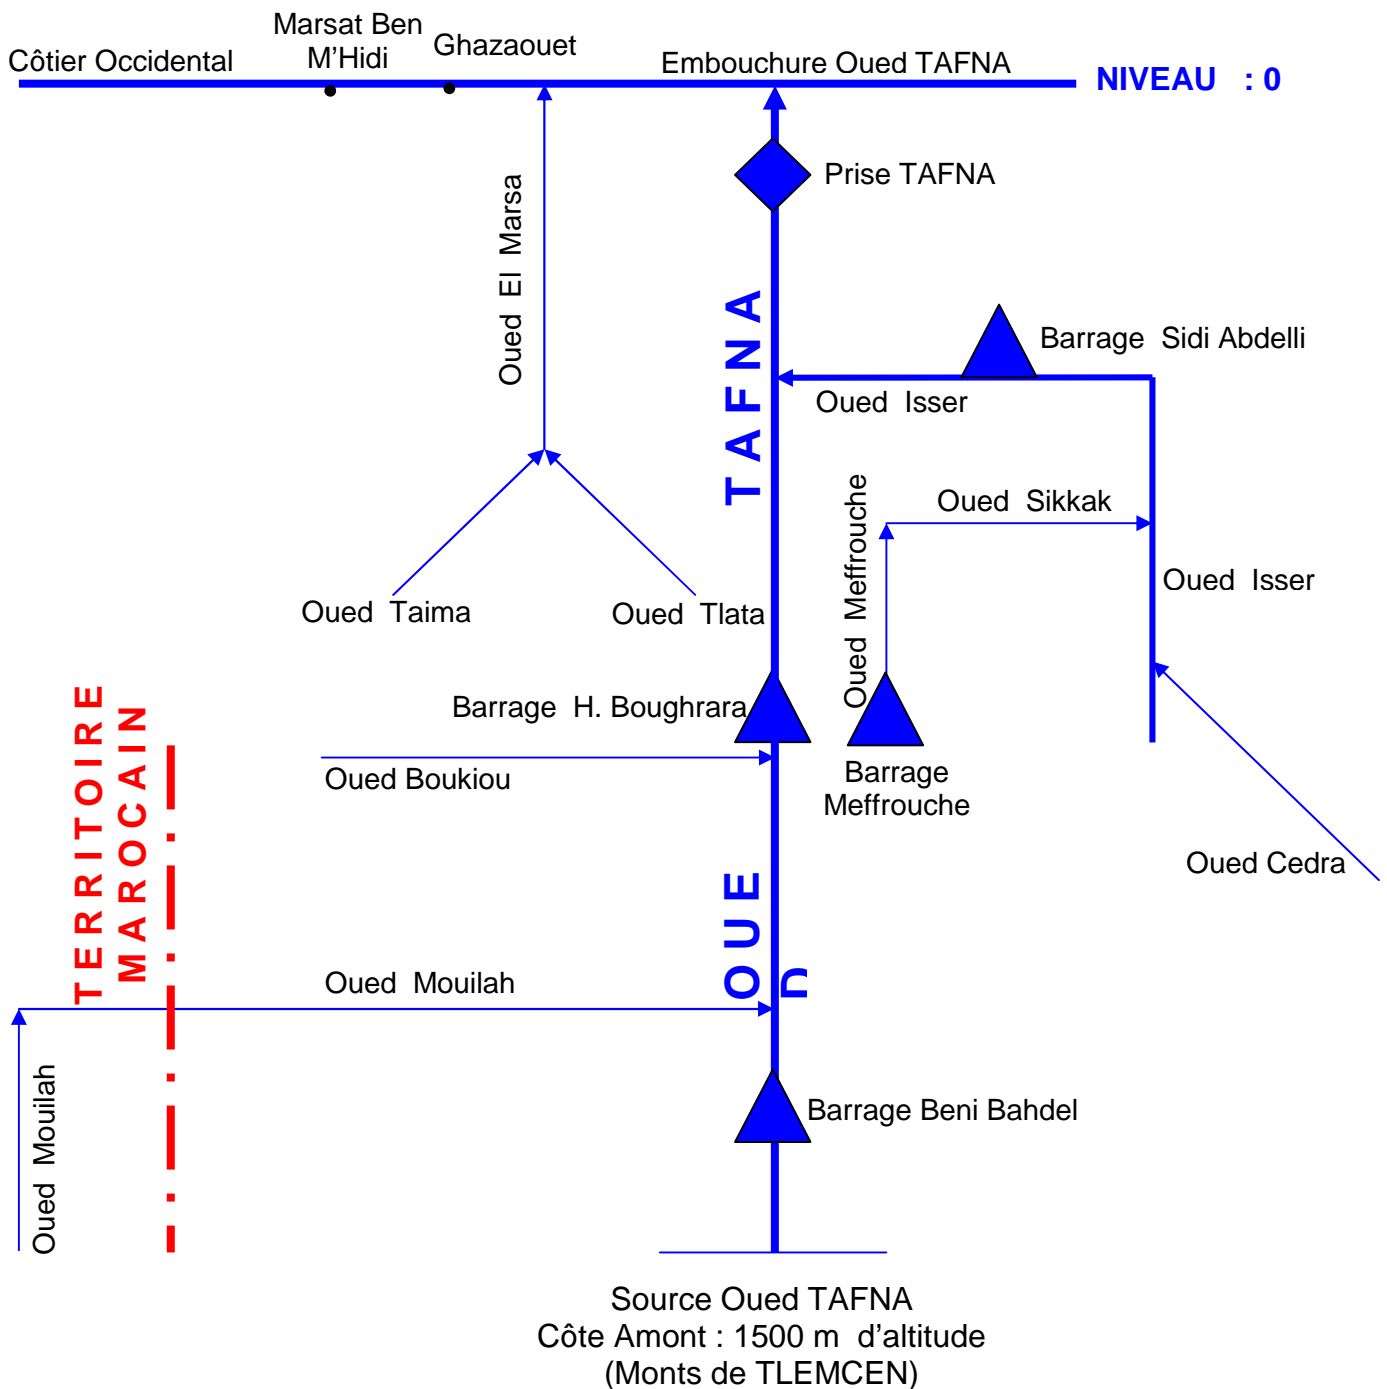 Côtier Occidental
Marsat Ben
M'Hidi
Ghazaouet
Embouchure Oued TAFNA
NIVEAU : 0
Prise TAFNA
Oued El Marsa
TAFNA
Barrage Sidi Abdelli
Oued Isser
Oued Meffrouche
Oued Sikkak
Oued Isser
Oued Taima
Oued Tlata
TERRITOIRE
MAROCAIN
Barrage H. Boughrara
Oued Boukiou
Barrage
Meffrouche
Oued Cedra
OUE
D
Oued Mouilah
Oued Mouilah
Barrage Beni Bahdel
Source Oued TAFNA
Côte Amont : 1500 m d'altitude
(Monts de TLEMCEN)